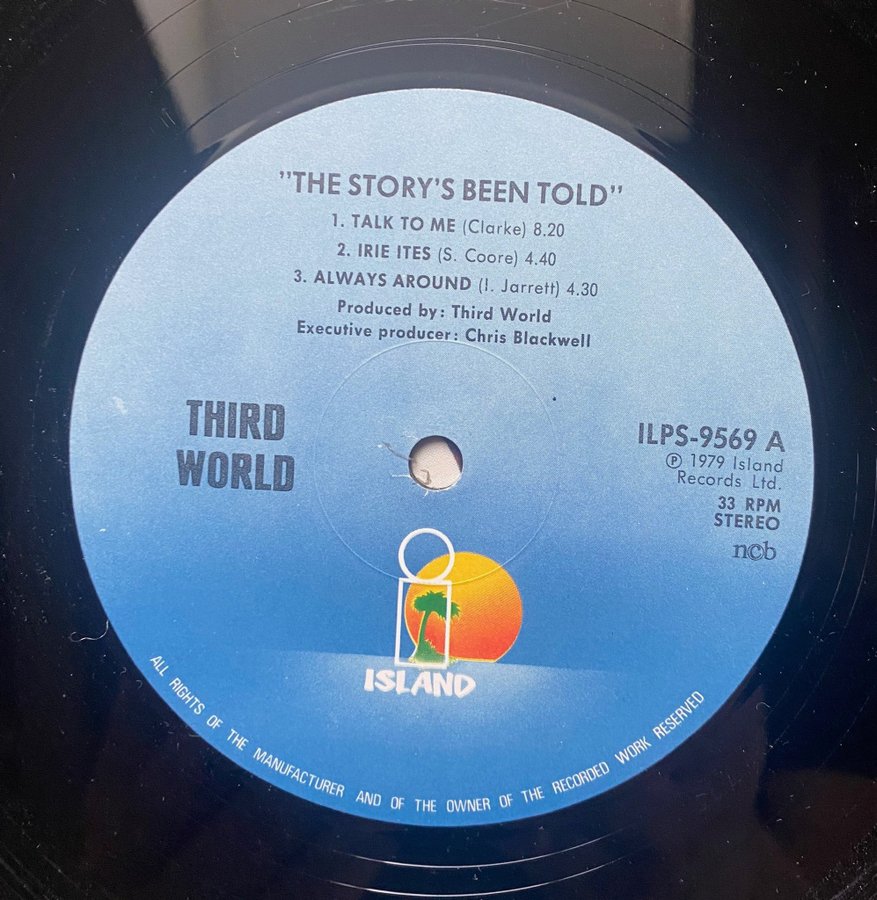 "THE STORY'S BEEN TOLD"
1. TALK TO ME (Clarke) 8.20
2. IRIE ITES (S. Coore) 4.40
3. ALWAYS AROUND (I. Jarrett) 4.30
Produced by: Third World
Executive producer: Chris Blackwell
THIRD
WORLD
ILPS-9569 A
℗ 1979 Island
Records Ltd.
33 RPM
STEREO
n©b
ISLAND
ALL RIGHTS OF THE MANUFACTURER AND OF THE OWNER OF THE RECORDED WORK RESERVED